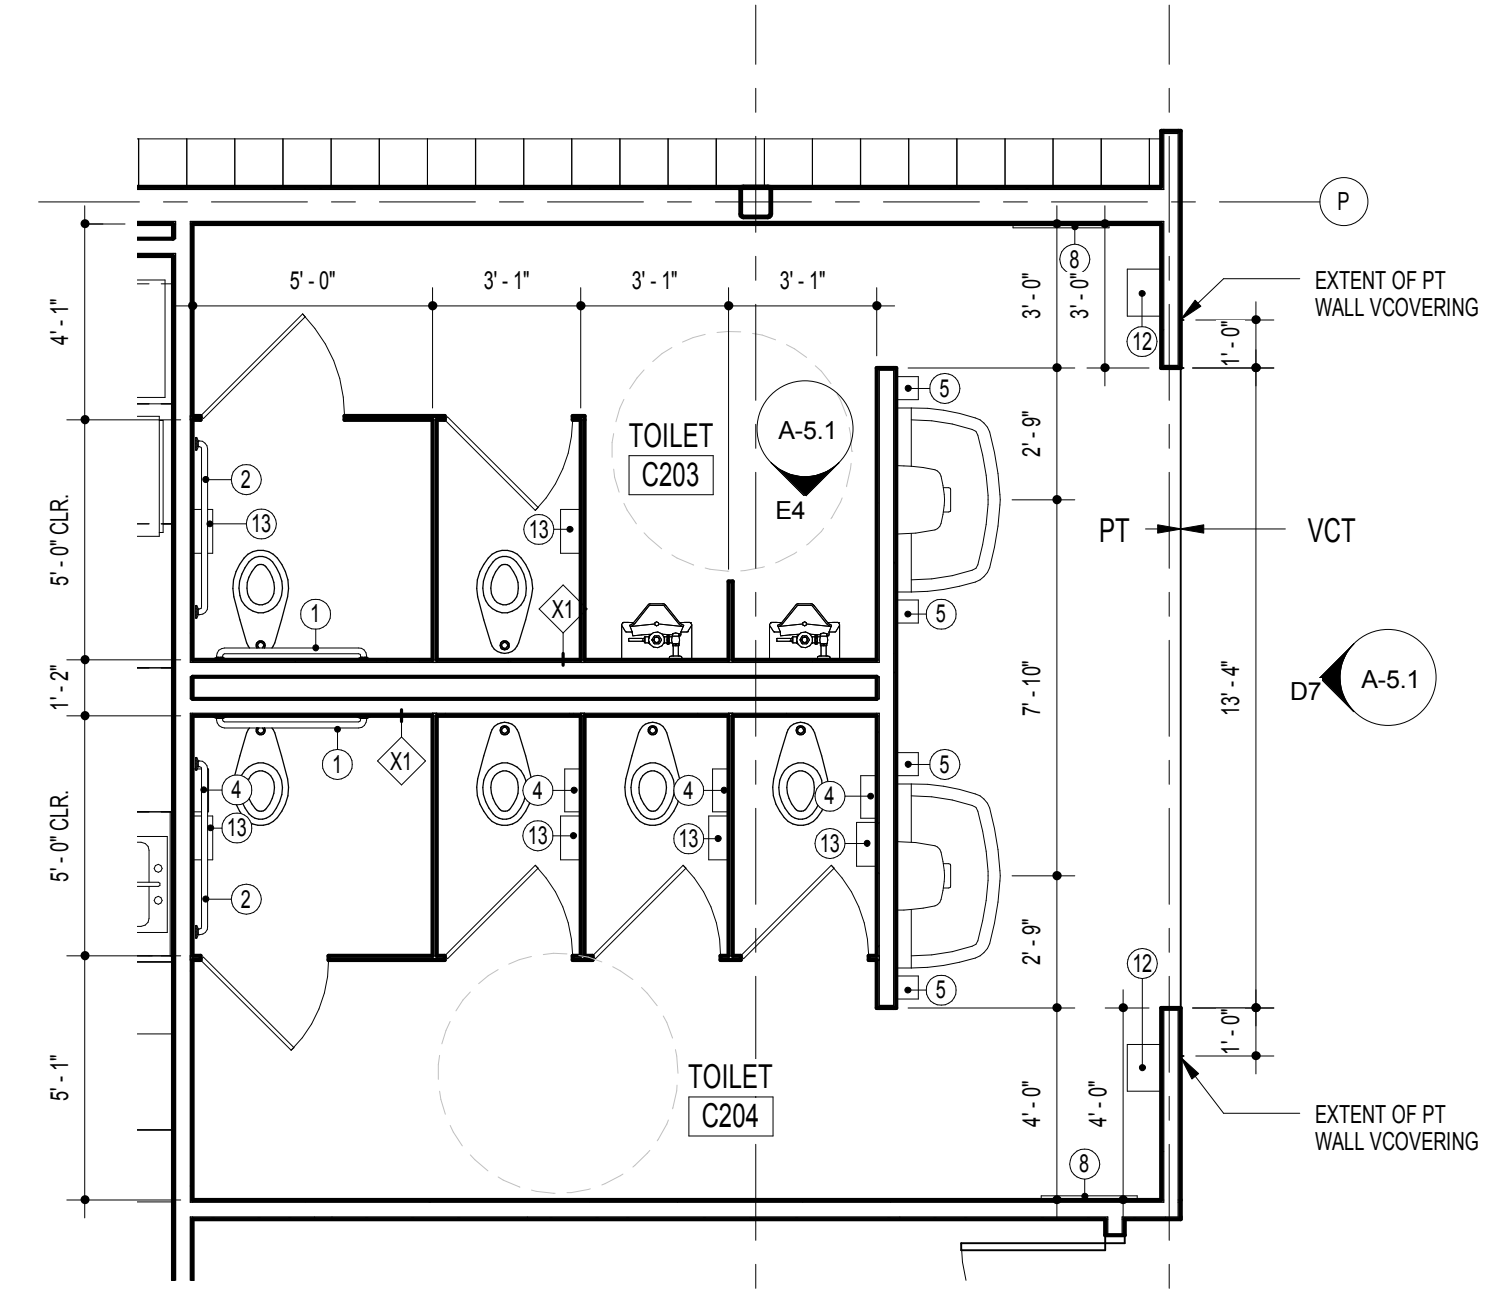 P
8
5' - 0"
3' - 1"
3' - 1"
3' - 1"
3' - 0"
3' - 0"
EXTENT OF PT
WALL VCOVERING
4' - 1"
12
1' - 0"
5
TOILET
C203
A-5.1
E4
2' - 9"
2
13
13
5' - 0" CLR.
PT
VCT
X1
1
5
1' - 2"
7' - 10"
13' - 4"
D7
A-5.1
1
X1
5
4
4
4
4
13
13
13
13
5' - 0" CLR.
2
2' - 9"
12
5
1' - 0"
5' - 1"
TOILET
C204
4' - 0"
4' - 0"
EXTENT OF PT
WALL VCOVERING
8